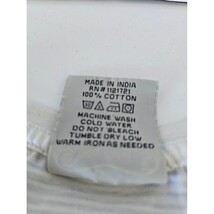 MADE IN INDIA
RN# 1121721
100% COTTON
MACHINE WASH
COLD WATER
DO NOT BLEACH
TUMBLE DRY LOW
WARM IRON AS NEEDED